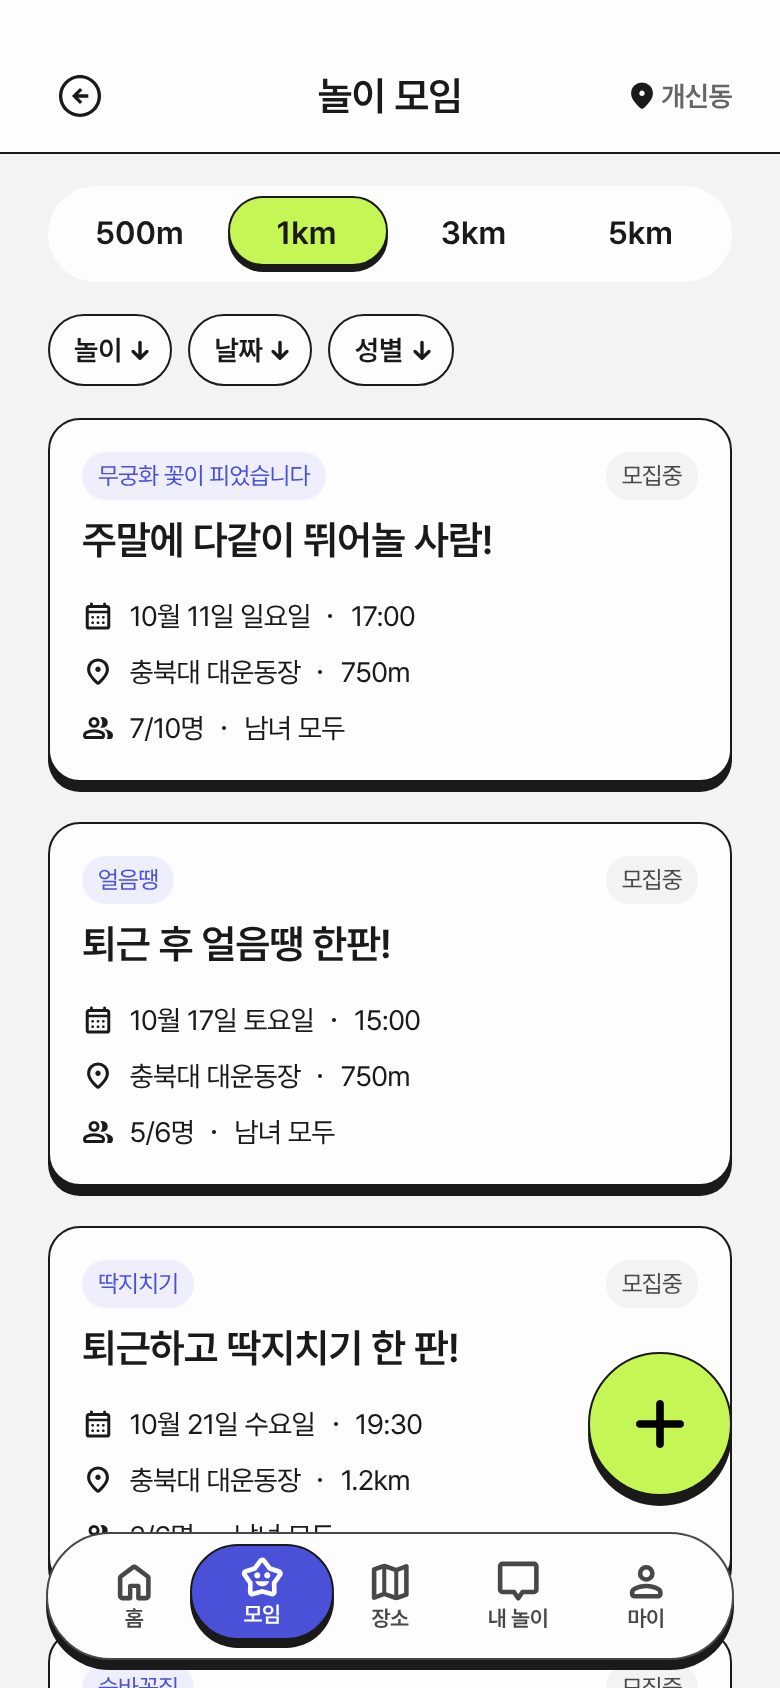 놀이 모임
개신동
500m 1km 3km 5km
놀이 날짜 성별
무궁화 꽃이 피었습니다 모집중
주말에 다같이 뛰어놀 사람!
10월 11일 일요일 · 17:00
충북대 대운동장 · 750m
7/10명 · 남녀 모두
얼음땡 모집중
퇴근 후 얼음땡 한판!
10월 17일 토요일 · 15:00
충북대 대운동장 · 750m
5/6명 · 남녀 모두
딱지치기 모집중
퇴근하고 딱지치기 한 판!
10월 21일 수요일 · 19:30
충북대 대운동장 · 1.2km
남녀 모두
홈 모임 장소 내 놀이 마이
모집중